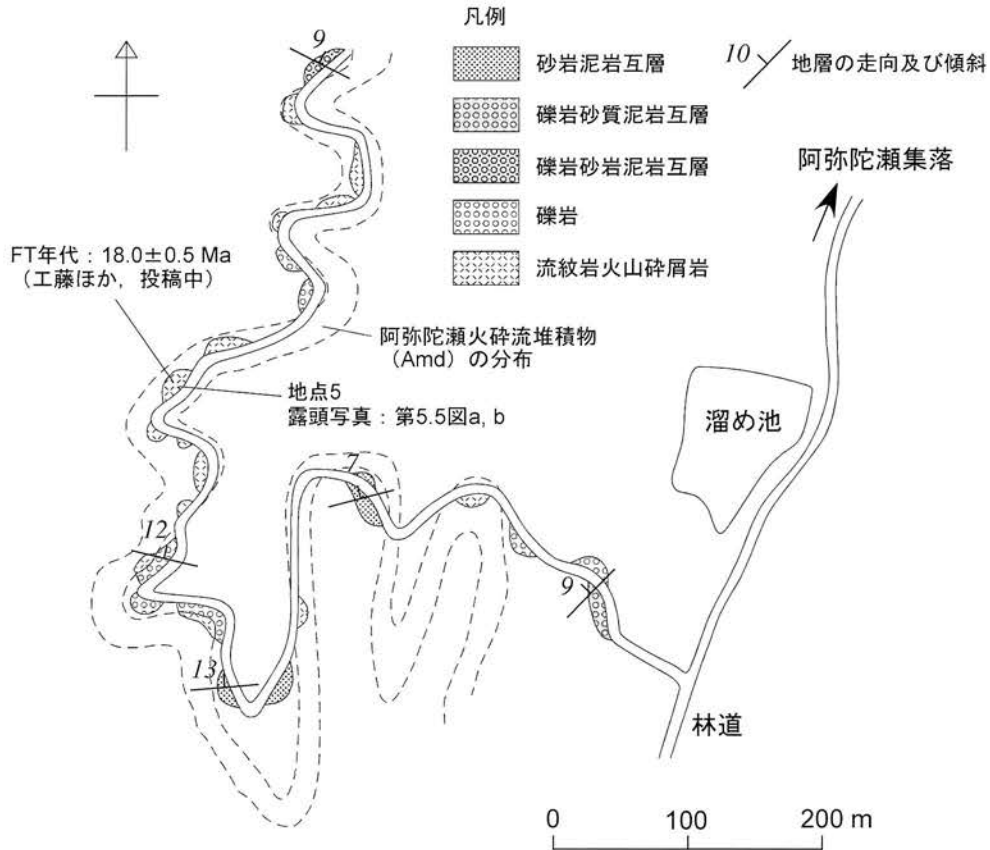 凡例
砂岩泥岩互層
礫岩砂質泥岩互層
礫岩砂岩泥岩互層
礫岩
流紋岩火山砕屑岩
10 地層の走向及び傾斜
9
阿弥陀瀬集落
FT年代：18.0±0.5 Ma
（工藤ほか，投稿中）
阿弥陀瀬火砕流堆積物
（Amd）の分布
地点5
露頭写真：第5.5図a, b
溜め池
7
12
9
13
林道
0 100 200 m